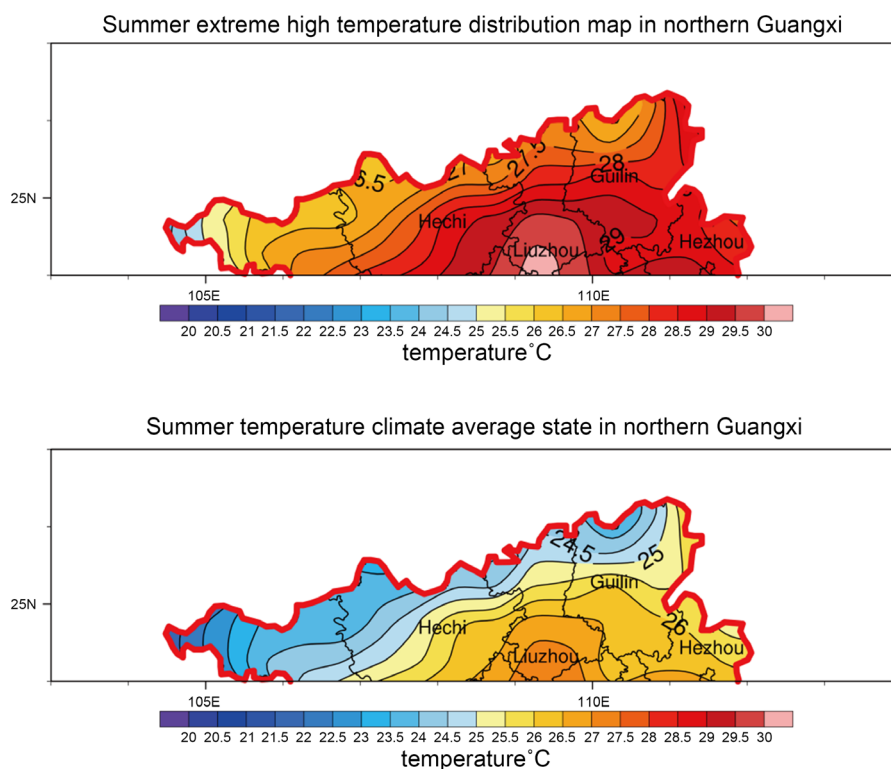 Summer extreme high temperature distribution map in northern Guangxi
27.5
27
6.5
28
Guilin
25N
Hechi
29
Hezhou
Liuzhou
105E 110E
20 20.5 21 21.5 22 22.5 23 23.5 24 24.5 25 25.5 26 26.5 27 27.5 28 28.5 29 29.5 30
temperature˚C
Summer temperature climate average state in northern Guangxi
24.5
25
Guilin
25N
Hechi
26
Hezhou
Liuzhou
105E 110E
20 20.5 21 21.5 22 22.5 23 23.5 24 24.5 25 25.5 26 26.5 27 27.5 28 28.5 29 29.5 30
temperature˚C